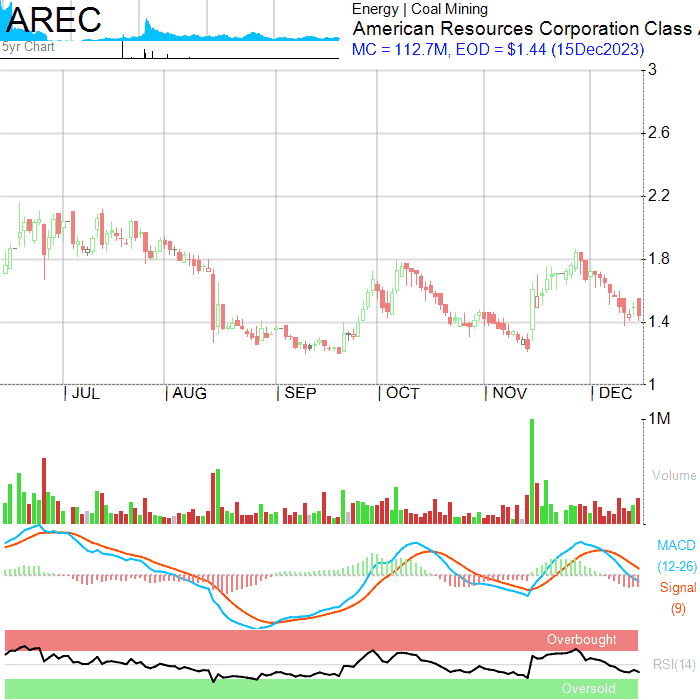 AREC
5yr Chart
Energy | Coal Mining
American Resources Corporation Class
MC = 112.7M, EOD = $1.44 (15Dec2023)
3
2.6
2.2
1.8
1.4
1
JUL AUG SEP OCT NOV DEC
1M
Volume
MACD
(12-26)
Signal
(9)
Overbought
RSI(14)
Oversold